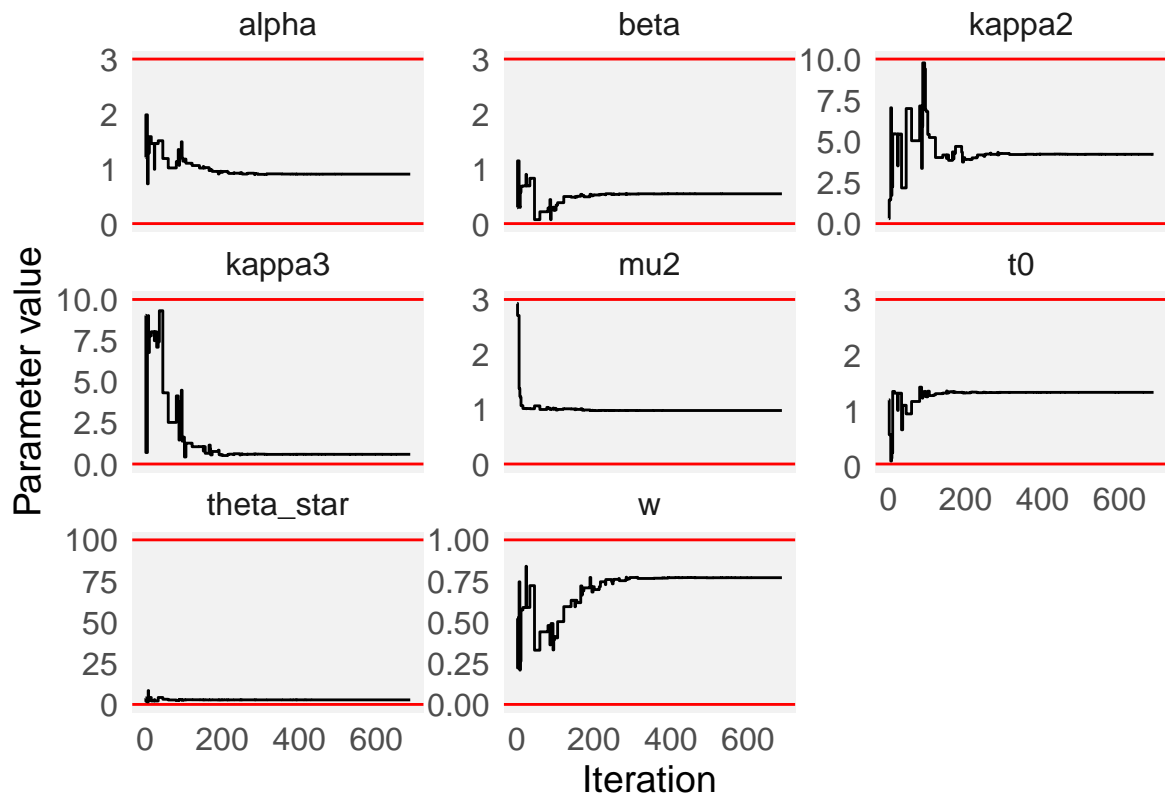 alpha beta kappa2
3 3 10.0
2 2 7.5
5.0
1 1 2.5
0 0 0.0
kappa3 mu2 t0
10.0 3 3
7.5 2 2
5.0
2.5 1 1
0.0 0 0
theta_star w 0 200 400 600
100 1.00
75 0.75
50 0.50
25 0.25
0 0.00
0 200 400 600 0 200 400 600
Iteration
Parameter value